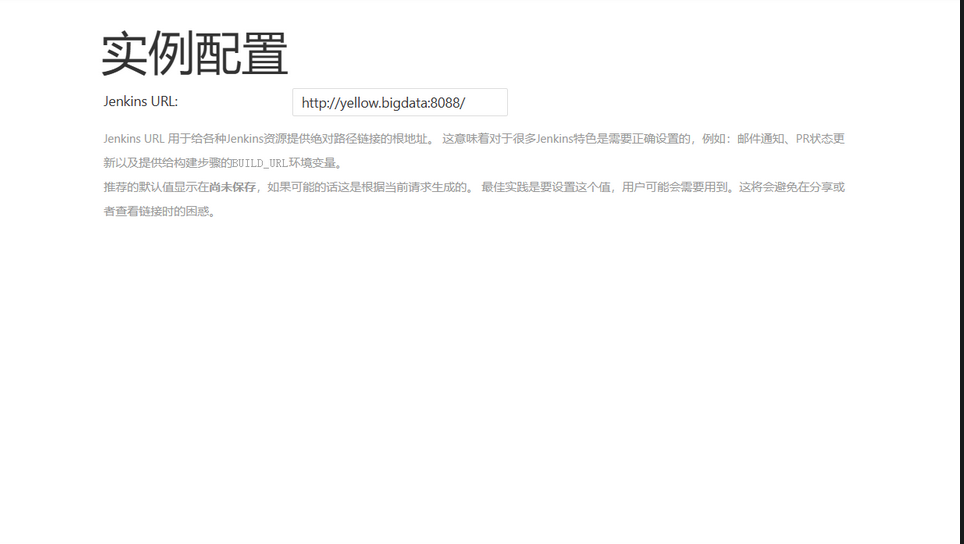 实例配置
Jenkins URL: http://yellow.bigdata:8088/
Jenkins URL 用于给各种Jenkins资源提供绝对路径链接的根地址。 这意味着对于很多Jenkins特色是需要正确设置的，例如：邮件通知、PR状态更
新以及提供给构建步骤的BUILD_URL环境变量。
推荐的默认值显示在尚未保存，如果可能的话这是根据当前请求生成的。 最佳实践是要设置这个值，用户可能会需要用到。这将会避免在分享或
者查看链接时的困惑。